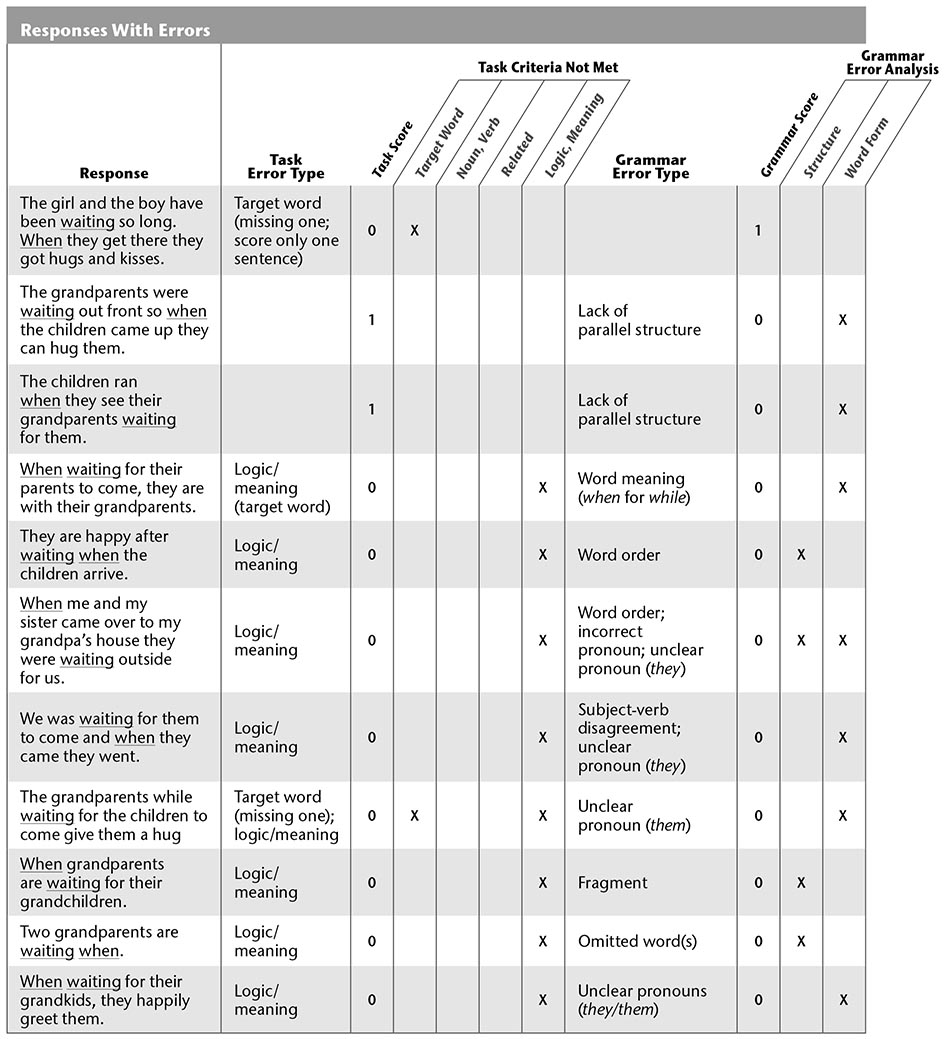 Responses With Errors
Task Criteria Not Met
Grammar
Error Analysis
Response
Task
Error Type
Task Score
Target Word
Noun, Verb
Related
Logic, Meaning
Grammar
Error Type
Grammar Score
Structure
Word Form
The girl and the boy have
been waiting so long.
When they get there they
got hugs and kisses.
Target word
(missing one;
score only one
sentence)
0 X 1
The grandparents were
waiting out front so when
the children came up they
can hug them.
1
Lack of
parallel structure
0 X
The children ran
when they see their
grandparents waiting
for them.
1
Lack of
parallel structure
0 X
When waiting for their
parents to come, they are
with their grandparents.
Logic/
meaning
(target word)
0 X
Word meaning
(when for while)
0 X
They are happy after
waiting when the
children arrive.
Logic/
meaning
0 X
Word order
0 X
When me and my
sister came over to my
grandpa’s house they
were waiting outside
for us.
Logic/
meaning
0 X
Word order;
incorrect
pronoun; unclear
pronoun (they)
0 X X
We was waiting for them
to come and when they
came they went.
Logic/
meaning
0 X
Subject-verb
disagreement;
unclear
pronoun (they)
0 X
The grandparents while
waiting for the children to
come give them a hug
Target word
(missing one);
logic/meaning
0 X X
Unclear
pronoun (them)
0 X
When grandparents
are waiting for their
grandchildren.
Logic/
meaning
0 X
Fragment
0 X
Two grandparents are
waiting when.
Logic/
meaning
0 X
Omitted word(s)
0 X
When waiting for their
grandkids, they happily
greet them.
Logic/
meaning
0 X
Unclear pronouns
(they/them)
0 X